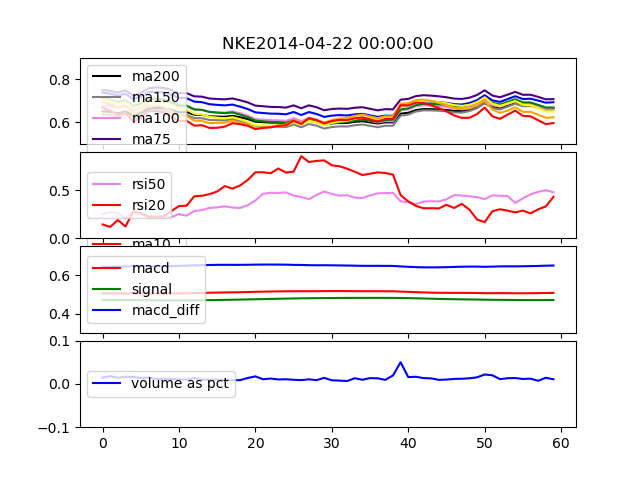 NKE2014-04-22 00:00:00
0.8
0.6
ma200
ma150
ma100
ma75
0.5
0.0
rsi50
rsi20
ma10
0.6
0.4
macd
signal
macd_diff
0.1
0.0
−0.1
volume as pct
0 10 20 30 40 50 60